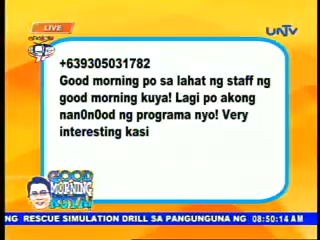 LIVE
UNTV
+639305031782
Good morning po sa lahat ng staff ng
good morning kuya! Lagi po akong
nan0n0od ng programa nyo! Very
interesting kasi
GOOD
MORNING
KUYA!
NG RESCUE SIMULATION DRILL SA PANGUNGUNA NG
08:50:14 AM